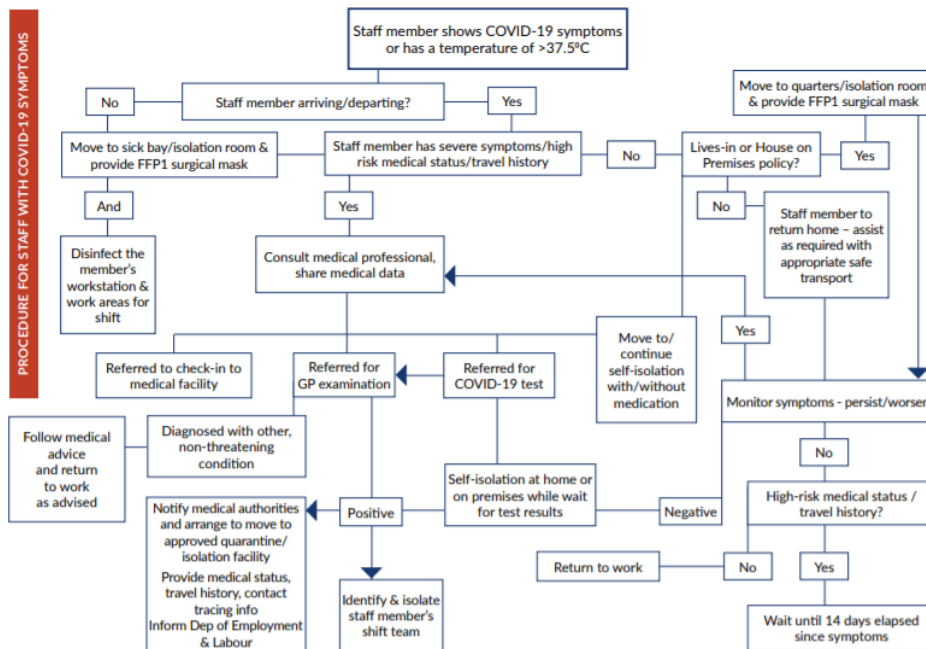 PROCEDURE FOR STAFF WITH COVID-19 SYMPTOMS
Staff member shows COVID-19 symptoms
or has a temperature of >37.5°C
No
Staff member arriving/departing?
Yes
Move to quarters/isolation room
& provide FFP1 surgical mask
Move to sick bay/isolation room &
provide FFP1 surgical mask
Staff member has severe symptoms/high
risk medical status/travel history
No
Lives-in or House on
Premises policy?
Yes
And
Yes
No
Staff member to
return home – assist
as required with
appropriate safe
transport
Disinfect the
member's
workstation &
work areas for
shift
Consult medical professional,
share medical data
Yes
Referred to check-in to
medical facility
Referred for
GP examination
Referred for
COVID-19 test
Move to/
continue
self-isolation
with/without
medication
Monitor symptoms - persist/worsen
Follow medical
advice
and return
to work
as advised
Diagnosed with other,
non-threatening
condition
No
Self-isolation at home or
on premises while wait
for test results
High-risk medical status /
travel history?
Notify medical authorities
and arrange to move to
approved quarantine/
isolation facility
Provide medical status,
travel history, contact
tracing info
Inform Dep of Employment
& Labour
Positive
Negative
Return to work
No
Yes
Identify & isolate
staff member's
shift team
Wait until 14 days elapsed
since symptoms